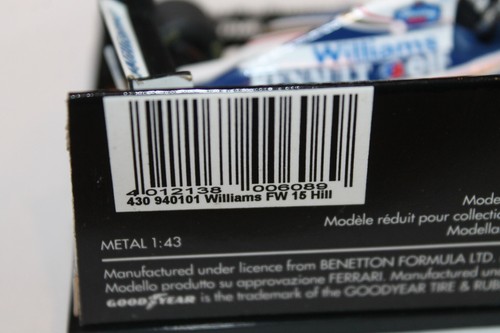 Williams
4 012138 006089
430 940101 Williams FW 15 Hill
Modèle réduit pour collectio
Modella
METAL 1:43
Manufactured under licence from BENETTON FORMULA LTD.
Modello prodotto su approvazione FERRARI. Manufactured un
GOODYEAR is the trademark of the GOODYEAR TIRE & RUB